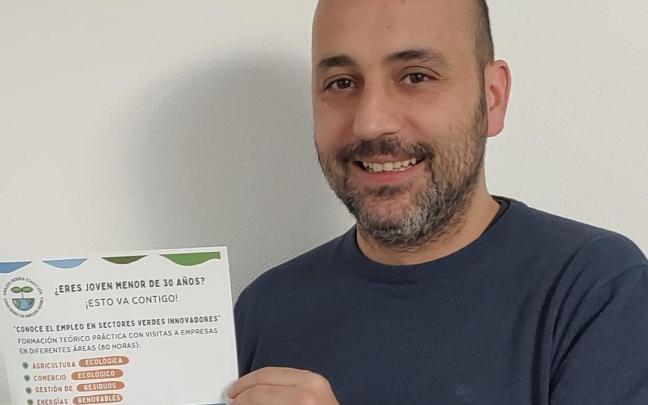 ¿ERES JOVEN MENOR DE 30 AÑOS?
¡ESTO VA CONTIGO!
"CONOCE EL EMPLEO EN SECTORES VERDES INNOVADORES"
FORMACIÓN TEÓRICO PRÁCTICA CON VISITAS A EMPRESAS
EN DIFERENTES ÁREAS (80 HORAS):
AGRICULTURA ECOLÓGICA
COMERCIO ECOLÓGICO
GESTIÓN DE RESIDUOS
ENERGÍAS RENOVABLES